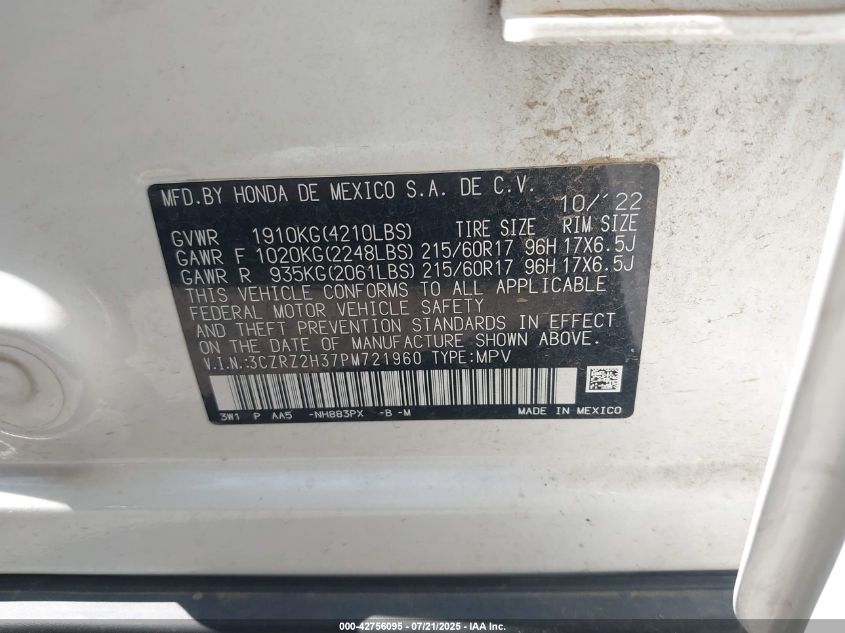 MFD.BY HONDA DE MEXICO S.A. DE C.V. 10/'22
GVWR 1910KG(4210LBS) TIRE SIZE RIM SIZE
GAWR F 1020KG(2248LBS) 215/60R17 96H 17X6.5J
GAWR R 935KG(2061LBS) 215/60R17 96H 17X6.5J
THIS VEHICLE CONFORMS TO ALL APPLICABLE
FEDERAL MOTOR VEHICLE SAFETY
AND THEFT PREVENTION STANDARDS IN EFFECT
ON THE DATE OF MANUFACTURE SHOWN ABOVE.
V.I.N.:3CZRZ2H37PM721960 TYPE:MPV
3W1 P AA5 -NH883PX -B -M MADE IN MEXICO
000-42756095 - 07/21/2025 - IAA Inc.